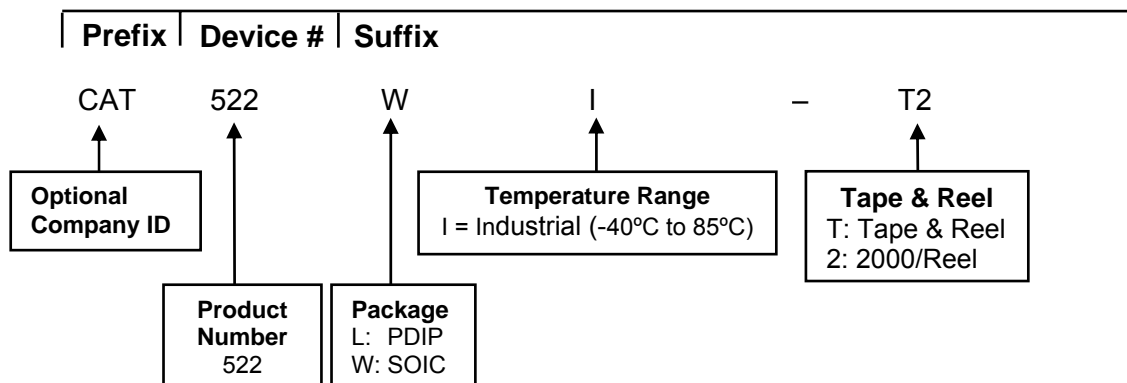 Prefix Device # Suffix
CAT 522 W I – T2
Optional
Company ID
Product
Number
522
Package
L: PDIP
W: SOIC
Temperature Range
I = Industrial (-40ºC to 85ºC)
Tape & Reel
T: Tape & Reel
2: 2000/Reel